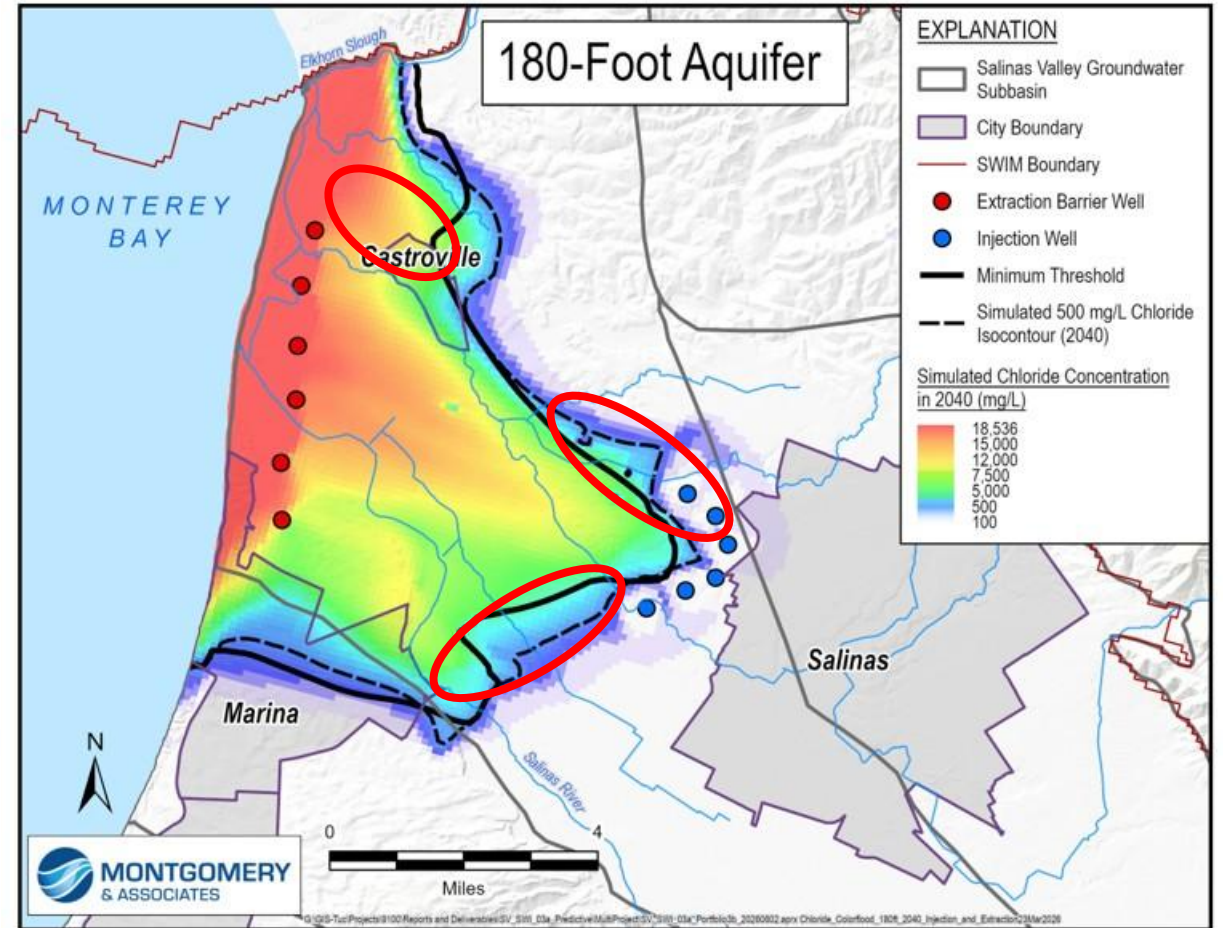 180-Foot Aquifer
Elkhorn Slough
MONTEREY
BAY
Castroville
Salinas
Marina
Salinas River
N
0
4
Miles
MONTGOMERY
& ASSOCIATES
EXPLANATION
Salinas Valley Groundwater
Subbasin
City Boundary
SWIM Boundary
Extraction Barrier Well
Injection Well
Minimum Threshold
Simulated 500 mg/L Chloride
Isocontour (2040)
Simulated Chloride Concentration
in 2040 (mg/L)
18,536
15,000
12,000
7,500
5,000
500
100